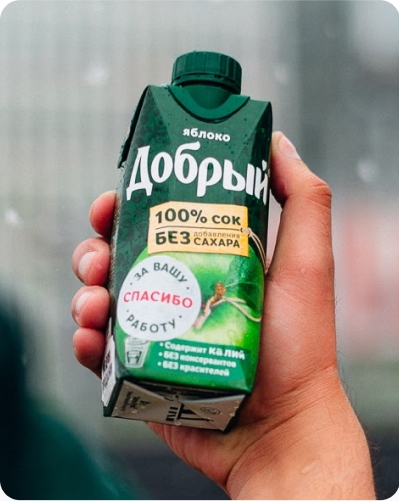 яблоко
Добрый
100% сок
БЕЗ добавления САХАРА
ЗА ВАШУ
СПАСИБО
РАБОТУ
• Содержит калий
• БЕЗ консервантов
• БЕЗ красителей